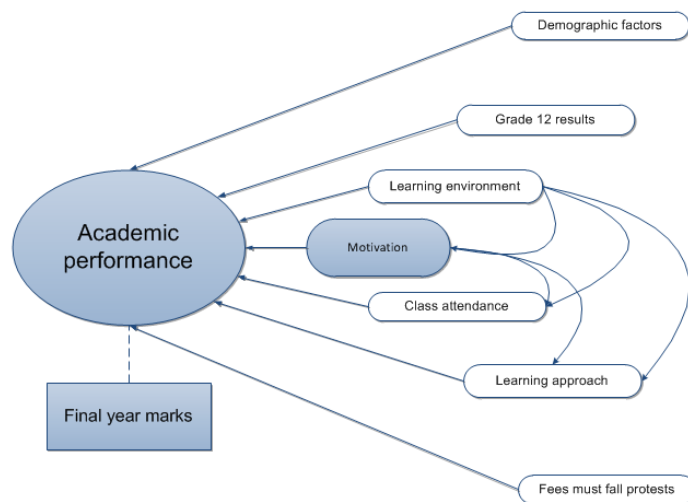 Demographic factors
Grade 12 results
Learning environment
Academic
performance
Motivation
Class attendance
Learning approach
Final year marks
Fees must fall protests